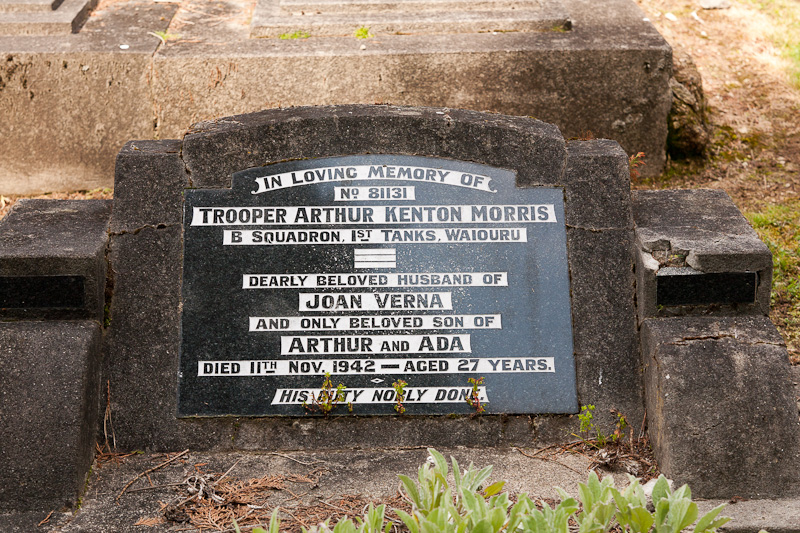 IN LOVING MEMORY OF
No 81131
TROOPER ARTHUR KENTON MORRIS
B SQUADRON, 1ST TANKS, WAIOURU
DEARLY BELOVED HUSBAND OF
JOAN VERNA
AND ONLY BELOVED SON OF
ARTHUR AND ADA
DIED 11TH NOV. 1942 — AGED 27 YEARS.
HIS DUTY NOBLY DONE.